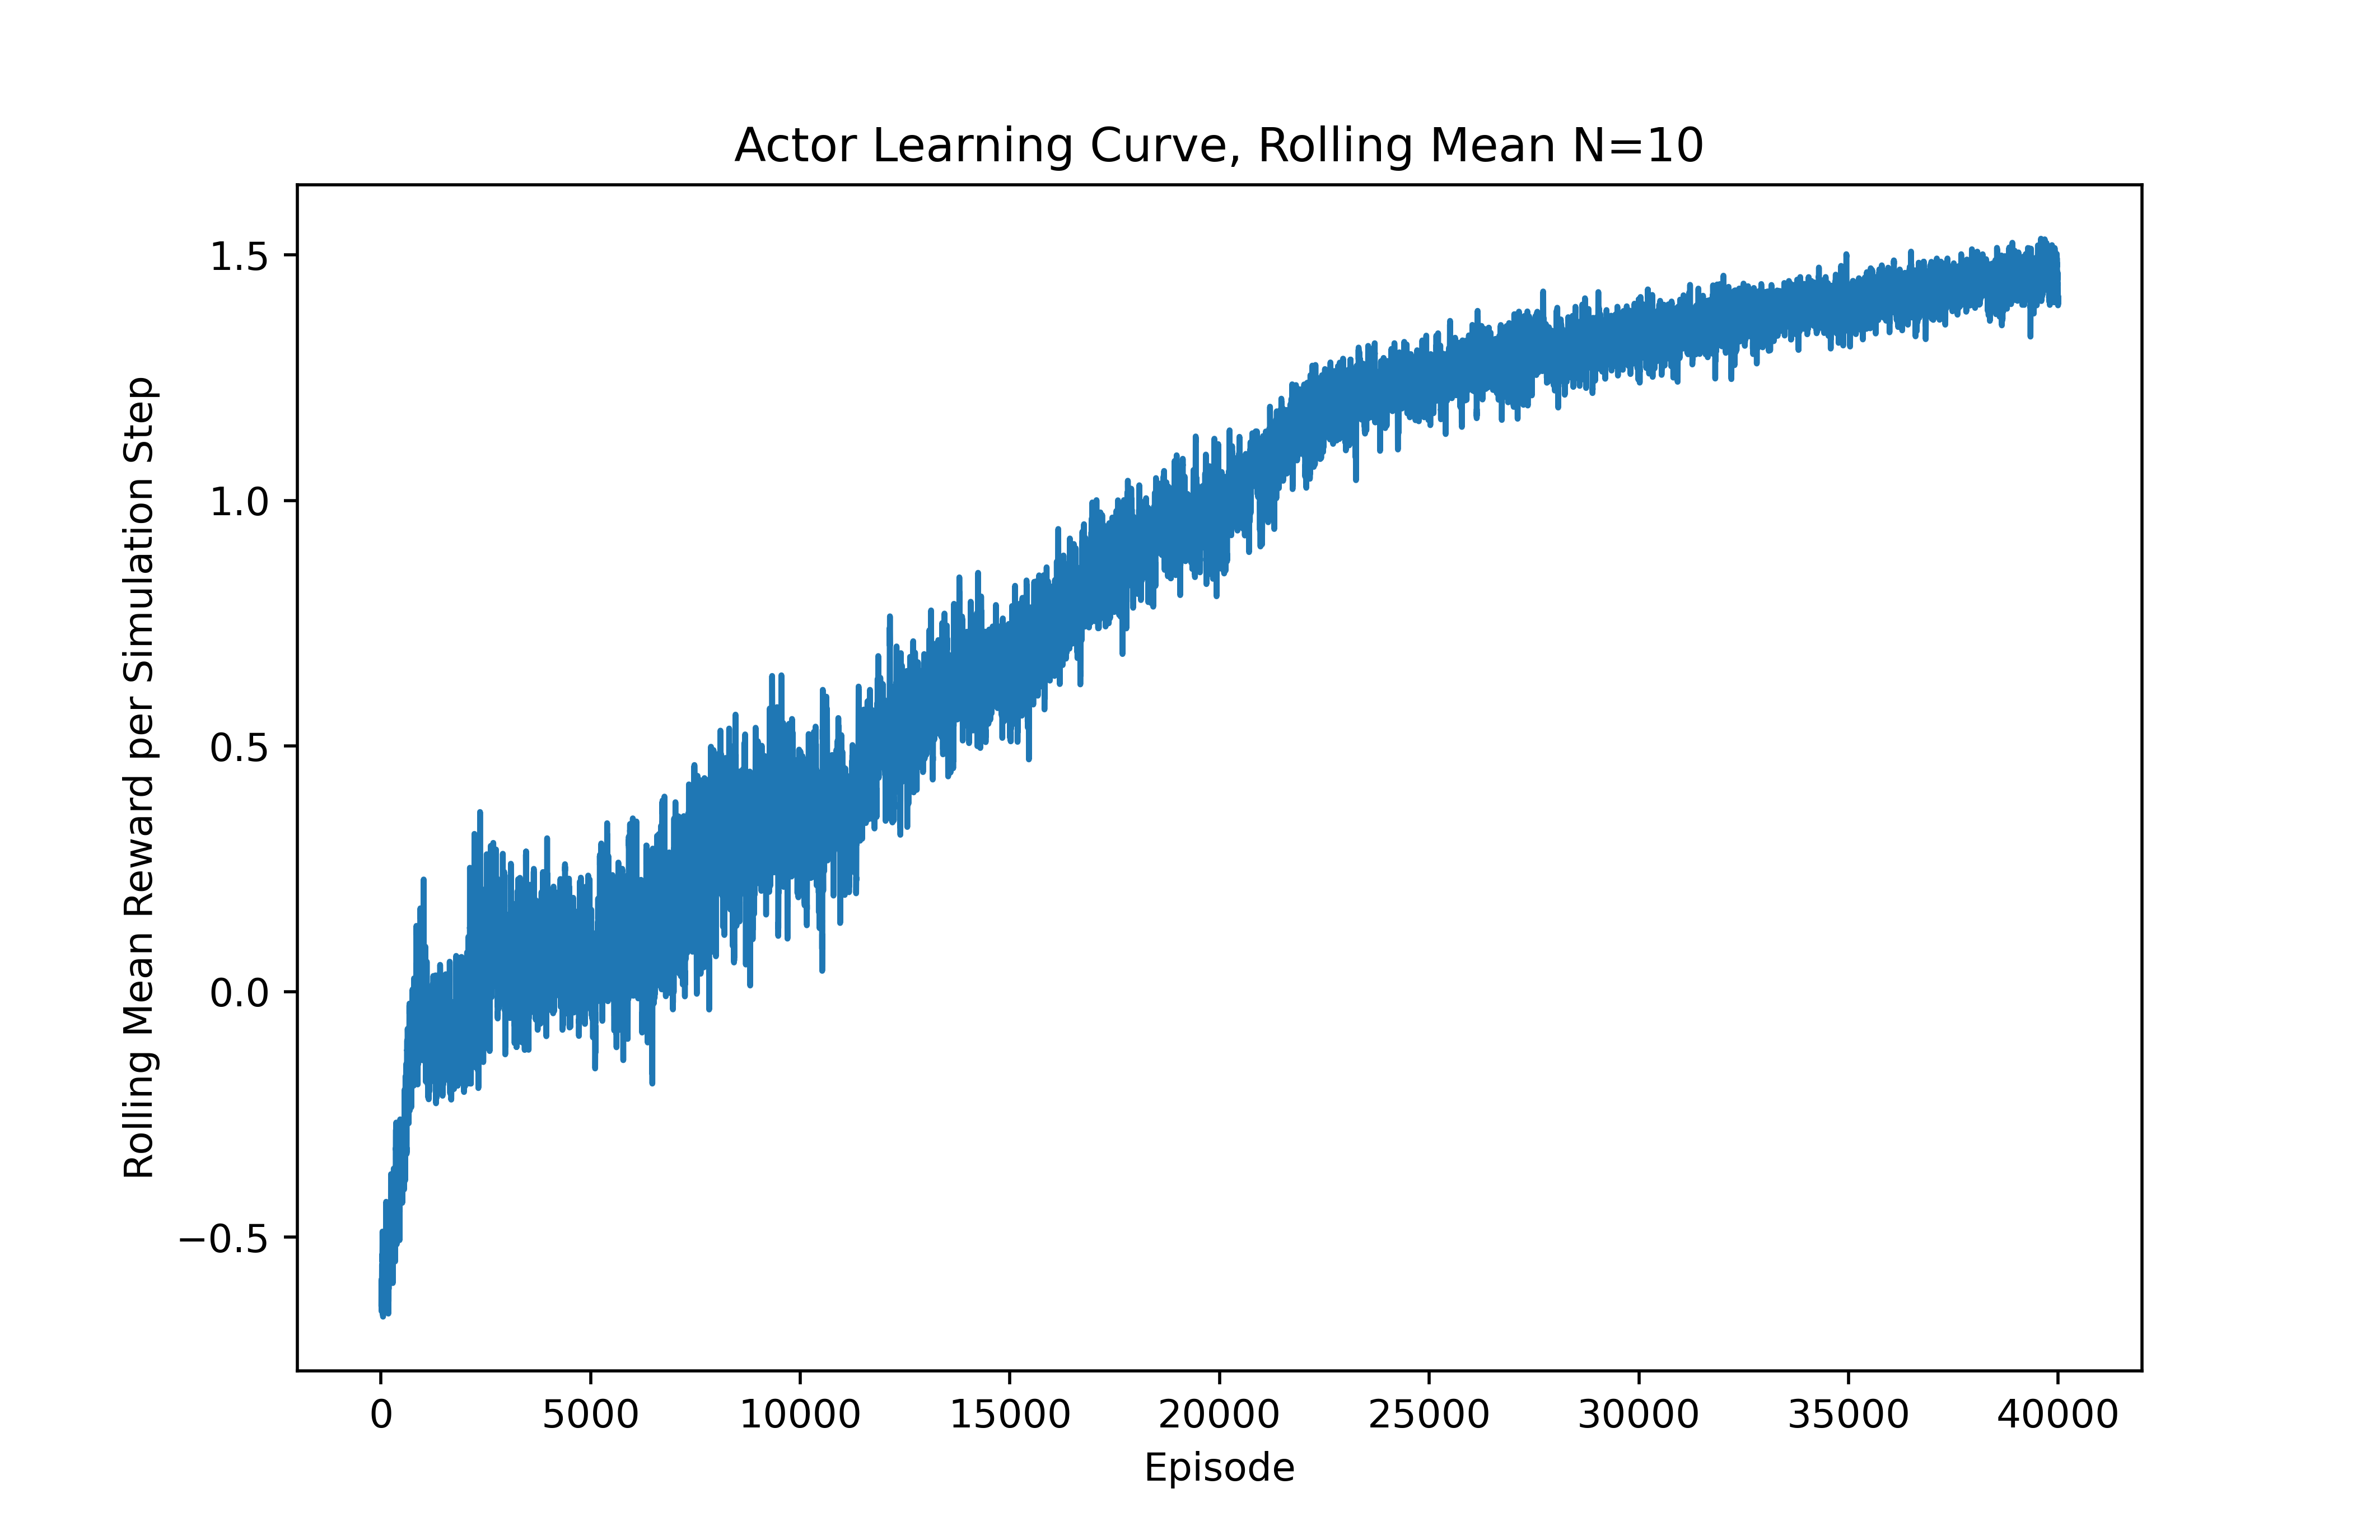 Actor Learning Curve, Rolling Mean N=10
Rolling Mean Reward per Simulation Step
1.5
1.0
0.5
0.0
−0.5
0 5000 10000 15000 20000 25000 30000 35000 40000
Episode